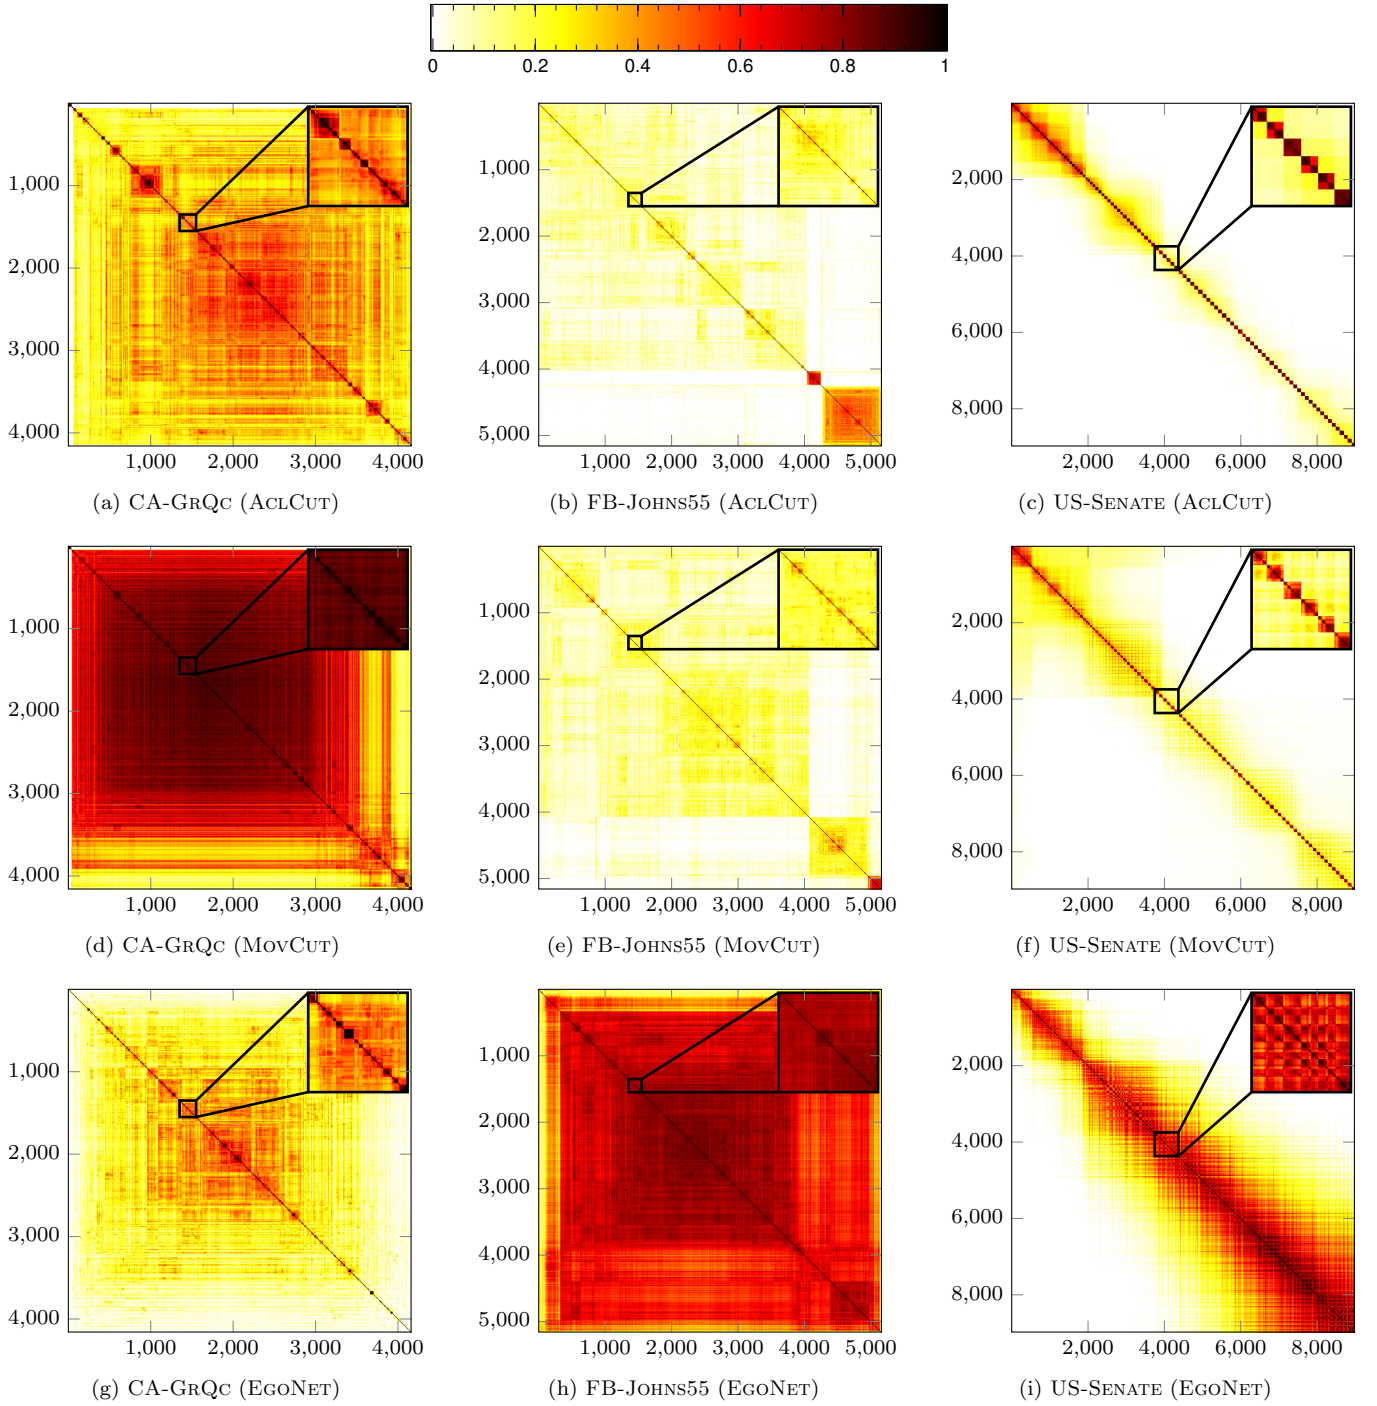 0 0.2 0.4 0.6 0.8 1
1,000 1,000 2,000
2,000 2,000 4,000
3,000 3,000 6,000
4,000 4,000 8,000
5,000
1,000 2,000 3,000 4,000 1,000 2,000 3,000 4,000 5,000 2,000 4,000 6,000 8,000
(a) CA-GrQc (AclCut) (b) FB-Johns55 (AclCut) (c) US-Senate (AclCut)
1,000 1,000 2,000
2,000 2,000 4,000
3,000 3,000 6,000
4,000 4,000 8,000
5,000
1,000 2,000 3,000 4,000 1,000 2,000 3,000 4,000 5,000 2,000 4,000 6,000 8,000
(d) CA-GrQc (MovCut) (e) FB-Johns55 (MovCut) (f) US-Senate (MovCut)
1,000 1,000 2,000
2,000 2,000 4,000
3,000 3,000 6,000
4,000 4,000 8,000
5,000
1,000 2,000 3,000 4,000 1,000 2,000 3,000 4,000 5,000 2,000 4,000 6,000 8,000
(g) CA-GrQc (EgoNet) (h) FB-Johns55 (EgoNet) (i) US-Senate (EgoNet)